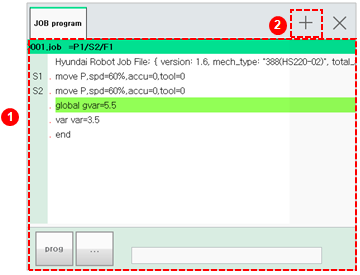 JOB program
2
001.job =P1/S2/F1
Hyundai Robot Job File: { version: 1.6, mech_type: "388(HS220-02)", total_
S1 . move P,spd=60%,accu=0,tool=0
S2 . move P,spd=60%,accu=0,tool=0
. global gvar=5.5
1
. var var=3.5
. end
prog
...